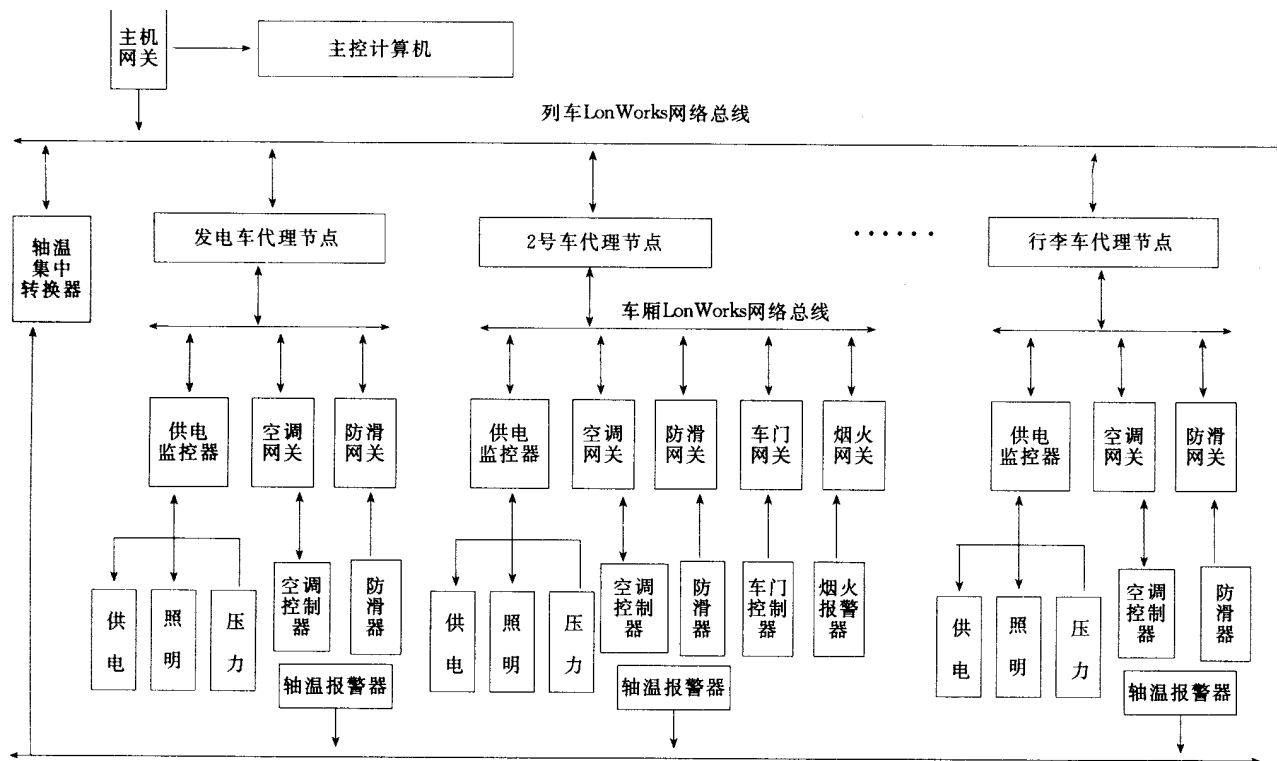 主机
网关
主控计算机
列车LonWorks网络总线
轴温
集中
转换器
发电车代理节点
2号车代理节点
······
行李车代理节点
车厢LonWorks网络总线
供电
监控器
空调
网关
防滑
网关
供电
监控器
空调
网关
防滑
网关
车门
网关
烟火
网关
供电
监控器
空调
网关
防滑
网关
供
电
照
明
压
力
空调
控制
器
防
滑
器
供
电
照
明
压
力
空调
控制
器
防
滑
器
车门
控制
器
烟火
报警
器
供
电
照
明
压
力
空调
控制
器
防
滑
器
轴温报警器
轴温报警器
轴温报警器